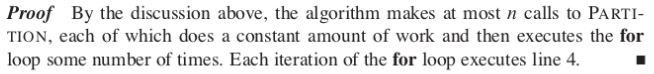 Proof By the discussion above, the algorithm makes at most n calls to PARTI-
TION, each of which does a constant amount of work and then executes the for
loop some number of times. Each iteration of the for loop executes line 4. ■